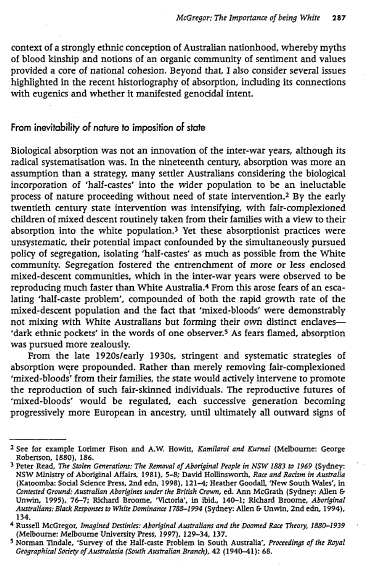 McGregor: The Importance of being White 287
context of a strongly ethnic conception of Australian nationhood, whereby myths
of blood kinship and notions of an organic community of sentiment and values
provided a core of national cohesion. Beyond that, I also consider several issues
highlighted in the recent historiography of absorption, including its connections
with eugenics and whether it manifested genocidal intent.
From inevitability of nature to imposition of state
Biological absorption was not an innovation of the inter-war years, although its
radical systematisation was. In the nineteenth century, absorption was more an
assumption than a strategy, many settler Australians considering the biological
incorporation of 'half-castes' into the wider population to be an ineluctable
process of nature proceeding without need of state intervention.2 By the early
twentieth century state intervention was intensifying, with fair-complexioned
children of mixed descent routinely taken from their families with a view to their
absorption into the white population.3 Yet these absorptionist practices were
unsystematic, their potential impact confounded by the simultaneously pursued
policy of segregation, isolating 'half-castes' as much as possible from the White
community. Segregation fostered the entrenchment of more or less enclosed
mixed-descent communities, which in the inter-war years were observed to be
reproducing much faster than White Australia.4 From this arose fears of an esca-
lating 'half-caste problem', compounded of both the rapid growth rate of the
mixed-descent population and the fact that 'mixed-bloods' were demonstrably
not mixing with White Australians but forming their own distinct enclaves—
'dark ethnic pockets' in the words of one observer.5 As fears flamed, absorption
was pursued more zealously.
From the late 1920s/early 1930s, stringent and systematic strategies of
absorption were propounded. Rather than merely removing fair-complexioned
'mixed-bloods' from their families, the state would actively intervene to promote
the reproduction of such fair-skinned individuals. The reproductive futures of
'mixed-bloods' would be regulated, each successive generation becoming
progressively more European in ancestry, until ultimately all outward signs of
2 See for example Lorimer Fison and A.W. Howitt, Kamilaroi and Kurnai (Melbourne: George
Robertson, 1880), 186.
3 Peter Read, The Stolen Generations: The Removal of Aboriginal People in NSW 1883 to 1969 (Sydney:
NSW Ministry of Aboriginal Affairs, 1981), 5–8; David Hollinsworth, Race and Racism in Australia
(Katoomba: Social Science Press, 2nd edn, 1998), 121–4; Heather Goodall, 'New South Wales', in
Contested Ground: Australian Aborigines under the British Crown, ed. Ann McGrath (Sydney: Allen &
Unwin, 1995), 76–7; Richard Broome, 'Victoria', in ibid., 140–1; Richard Broome, Aboriginal
Australians: Black Responses to White Dominance 1788–1994 (Sydney: Allen & Unwin, 2nd edn, 1994),
134.
4 Russell McGregor, Imagined Destinies: Aboriginal Australians and the Doomed Race Theory, 1880–1939
(Melbourne: Melbourne University Press, 1997), 129–34, 137.
5 Norman Tindale, 'Survey of the Half-caste Problem in South Australia', Proceedings of the Royal
Geographical Society of Australasia (South Australian Branch), 42 (1940–41): 68.